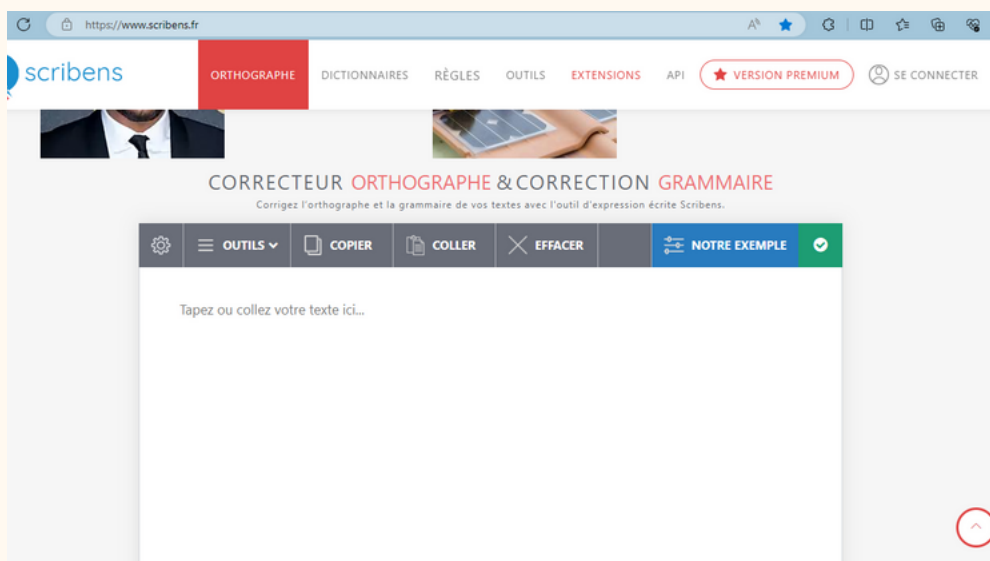 https://www.scribens.fr
scribens ORTHOGRAPHE DICTIONNAIRES RÈGLES OUTILS EXTENSIONS API VERSION PREMIUM SE CONNECTER
CORRECTEUR ORTHOGRAPHE & CORRECTION GRAMMAIRE
Corrigez l'orthographe et la grammaire de vos textes avec l'outil d'expression écrite Scribens.
OUTILS COPIER COLLER EFFACER NOTRE EXEMPLE
Tapez ou collez votre texte ici...